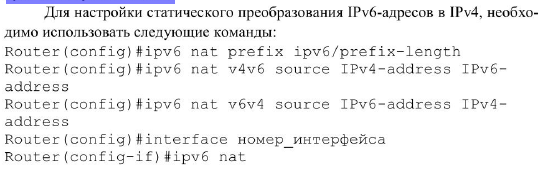 Для настройки статического преобразования IPv6-адресов в IPv4, необхо-
димо использовать следующие команды:
Router(config)#ipv6 nat prefix ipv6/prefix-length
Router(config)#ipv6 nat v4v6 source IPv4-address IPv6-
address
Router(config)#ipv6 nat v6v4 source IPv6-address IPv4-
address
Router(config)#interface номер_интерфейса
Router(config-if)#ipv6 nat